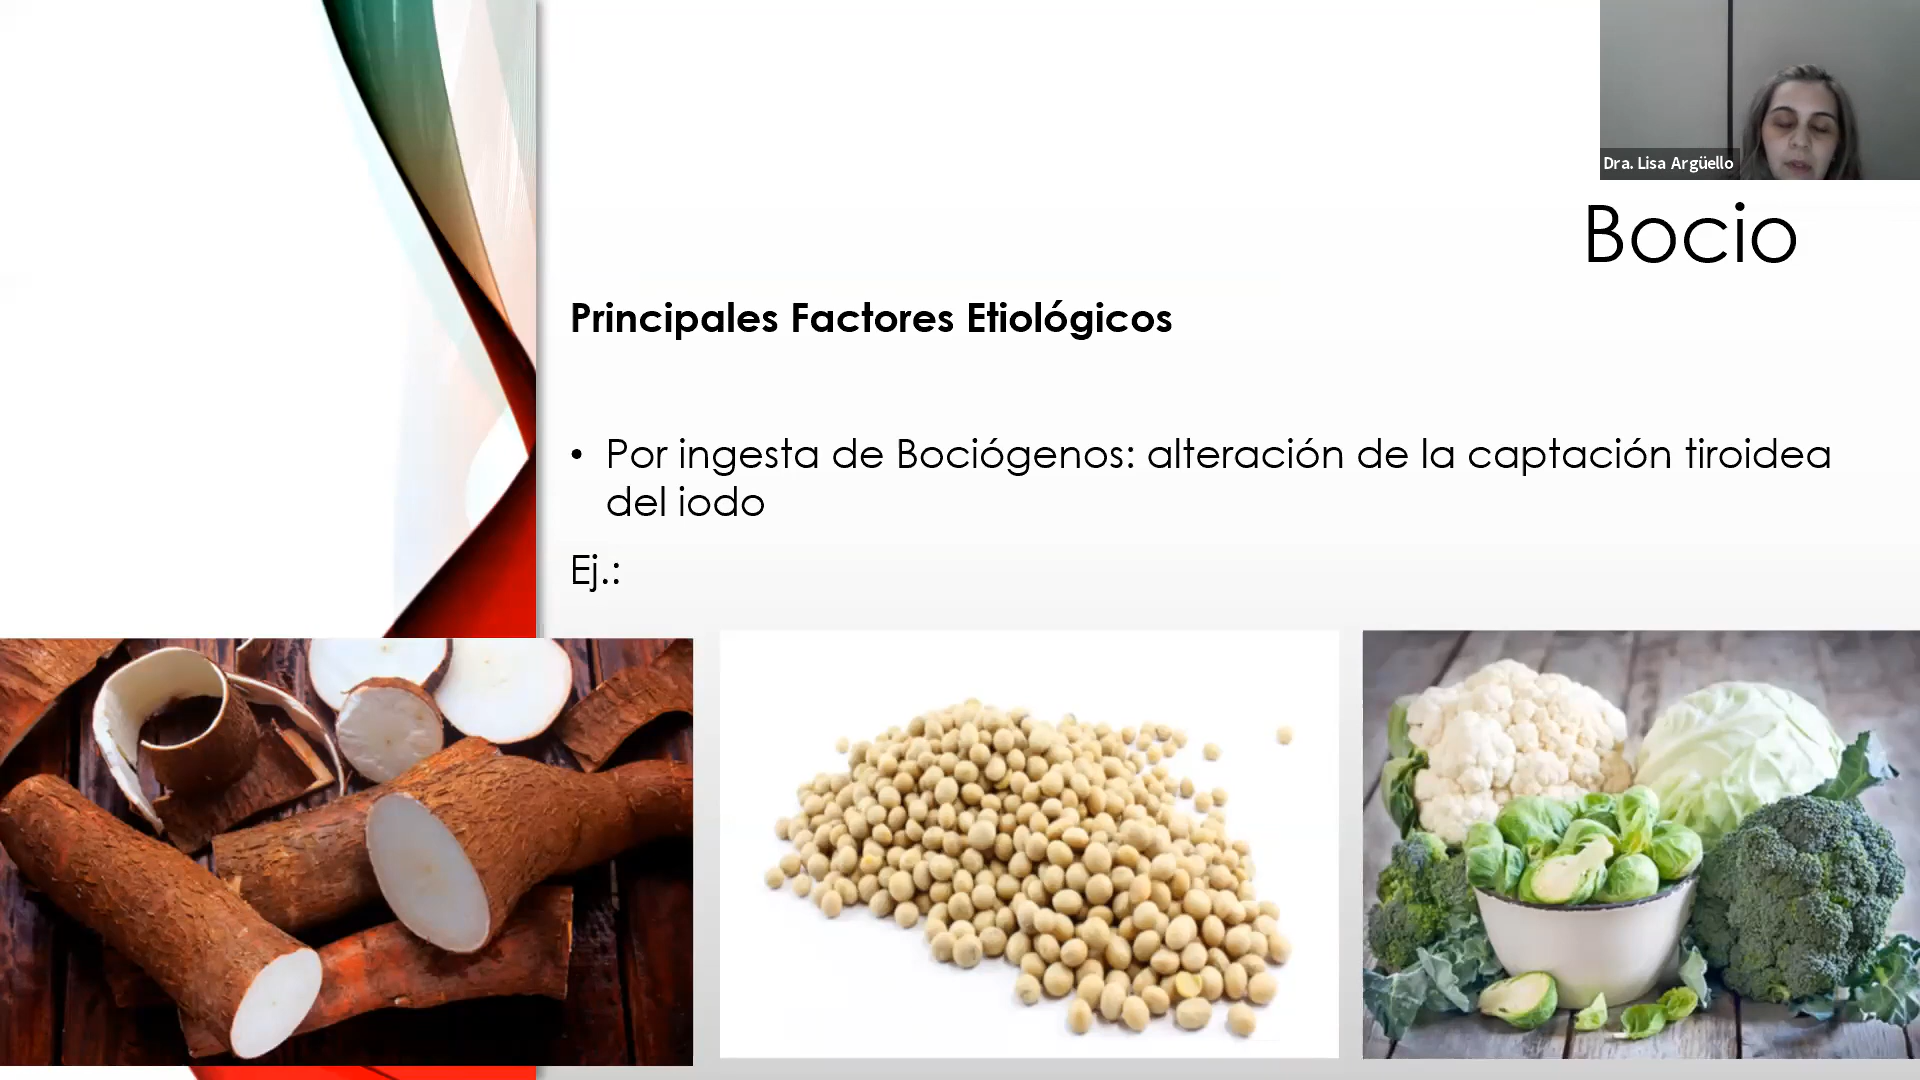 Dra. Lisa Argüello
Bocio
Principales Factores Etiológicos
• Por ingesta de Bociógenos: alteración de la captación tiroidea
del iodo
Ej.: